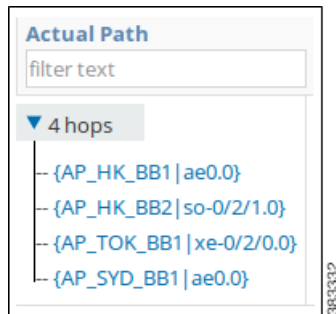 Actual Path
filter text
▼ 4 hops
-- {AP_HK_BB1|ae0.0}
-- {AP_HK_BB2|so-0/2/1.0}
-- {AP_TOK_BB1|xe-0/2/0.0}
-- {AP_SYD_BB1|ae0.0}
383332